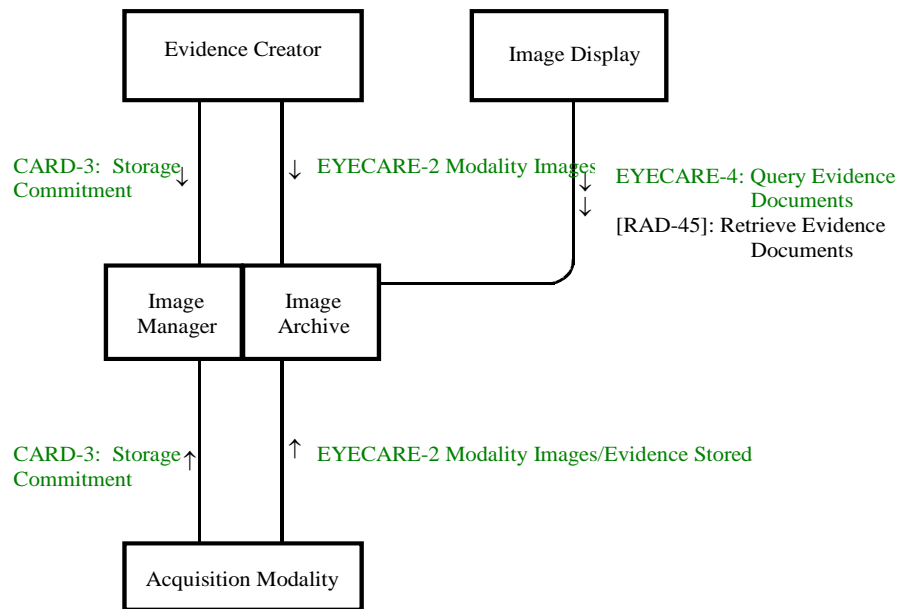 Evidence Creator
Image Display
CARD-3: Storage
Commitment
↓
↓
EYECARE-2 Modality Images
↓
↓
EYECARE-4: Query Evidence
Documents
[RAD-45]: Retrieve Evidence
Documents
Image
Manager
Image
Archive
CARD-3: Storage
Commitment
↑
↑
EYECARE-2 Modality Images/Evidence Stored
Acquisition Modality